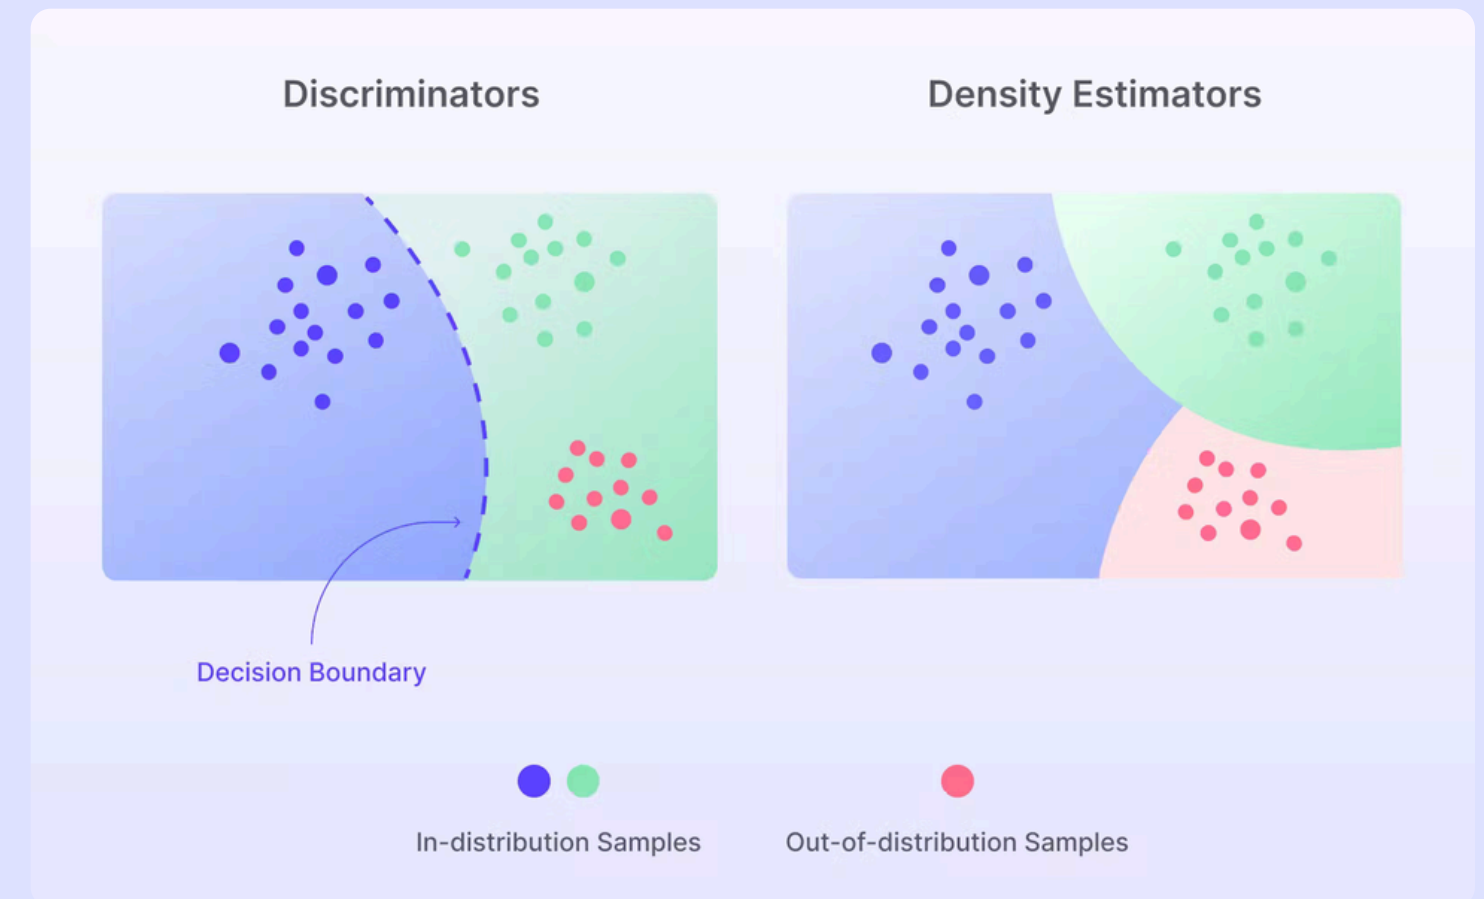 Discriminators
Density Estimators
Decision Boundary
In-distribution Samples
Out-of-distribution Samples